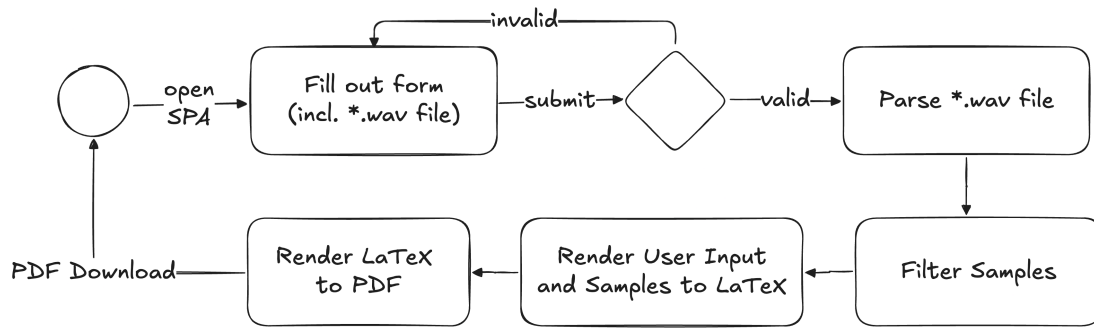 invalid
open
SPA
Fill out form
(incl. *.wav file)
submit
valid
Parse *.wav file
PDF Download
Render LaTeX
to PDF
Render User Input
and Samples to LaTeX
Filter Samples